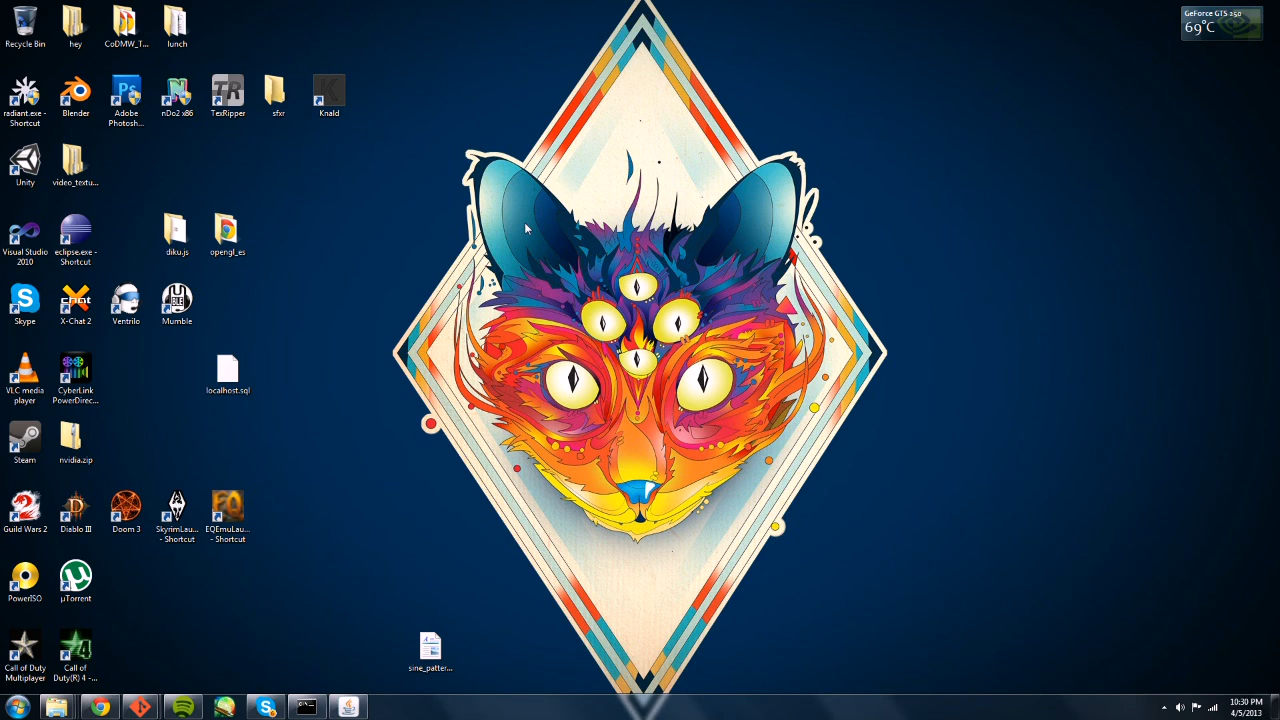 Recycle Bin
hey
CoDMW_T...
lunch
GeForce GTS 250
69°C
radiant.exe -
Shortcut
Blender
Ps
Adobe
Photosh...
nDo2 x86
TR
TexRipper
sfxr
K
Knald
Unity
video_textu...
Visual Studio
2010
eclipse.exe -
Shortcut
diku.js
opengl_es
Skype
X-Chat 2
Ventrilo
Mumble
VLC media
player
CyberLink
PowerDirec...
localhost.sql
Steam
nvidia.zip
Guild Wars 2
Diablo III
Doom 3
SkyrimLau...
- Shortcut
EQ
EQEmuLau...
- Shortcut
PowerISO
µTorrent
Call of Duty
Multiplayer
Call of
Duty(R) 4 -...
sine_patter...
10:30 PM
4/5/2013